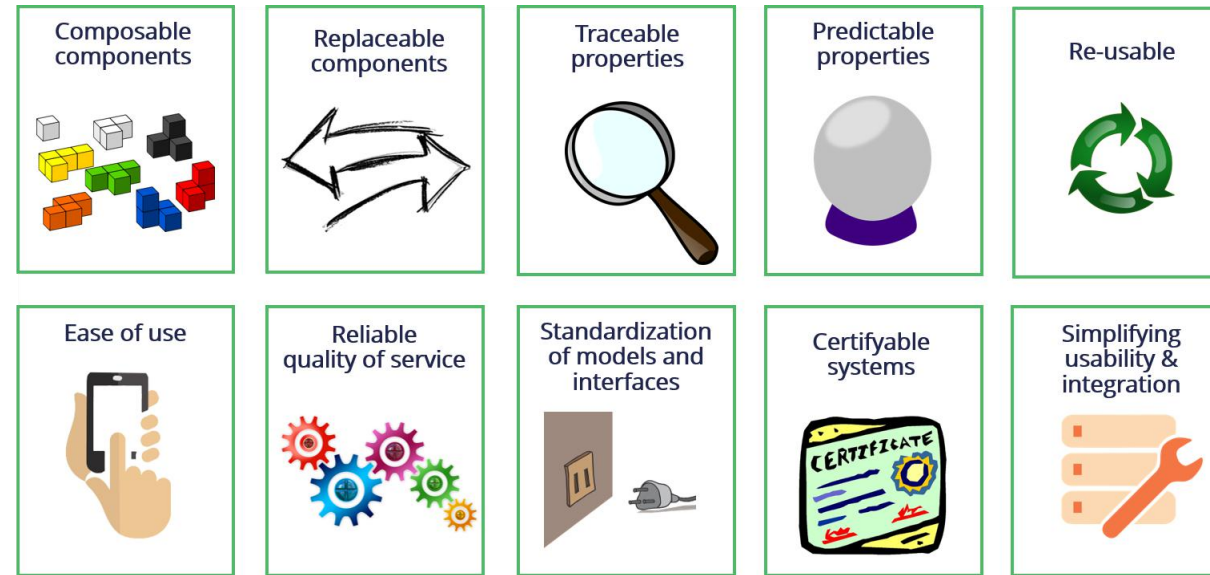 Composable
components
Replaceable
components
Traceable
properties
Predictable
properties
Re-usable
Ease of use
Reliable
quality of service
Standardization
of models and
interfaces
Certifyable
systems
CERTIFICATE
Simplifying
usability &
integration